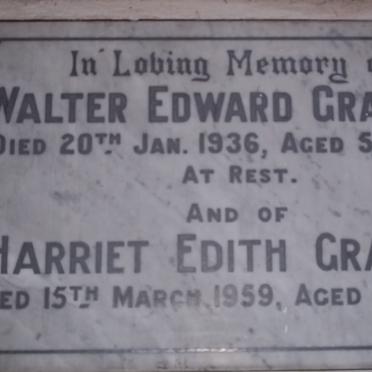 In Loving Memory o
WALTER EDWARD GRA
DIED 20TH JAN. 1936, AGED 5
AT REST.
AND OF
HARRIET EDITH GRA
ED 15TH MARCH 1959, AGED